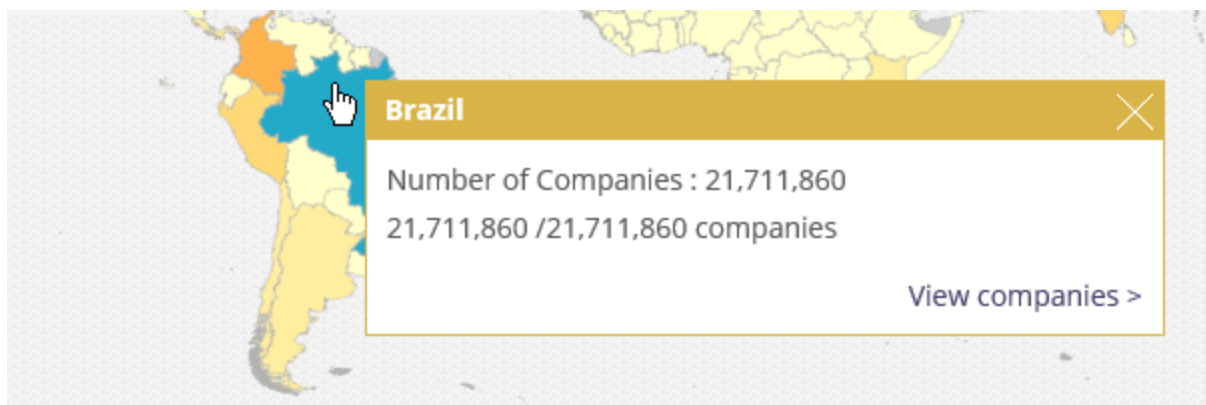 Brazil
Number of Companies : 21,711,860
21,711,860 /21,711,860 companies
View companies >